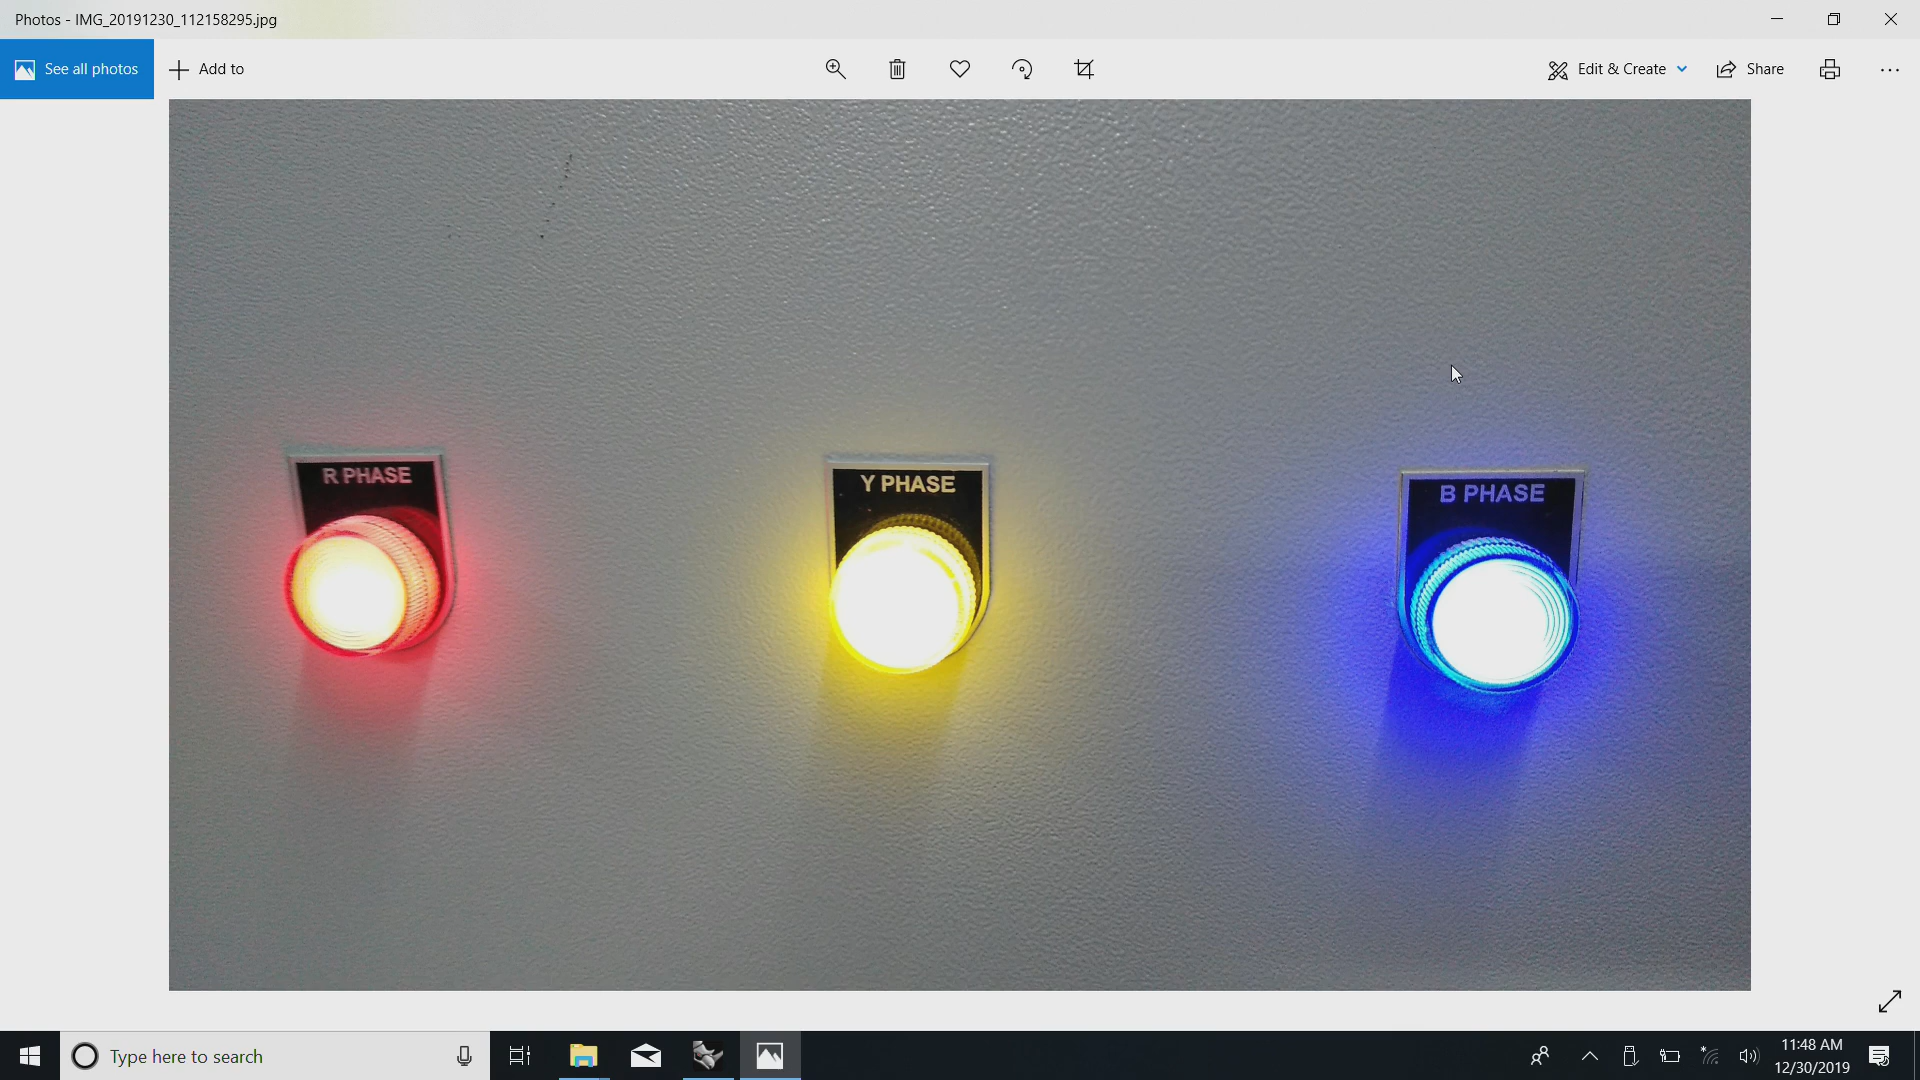 Photos - IMG_20191230_112158295.jpg
See all photos
Add to
Edit & Create
Share
R PHASE
Y PHASE
B PHASE
Type here to search
11:48 AM
12/30/2019